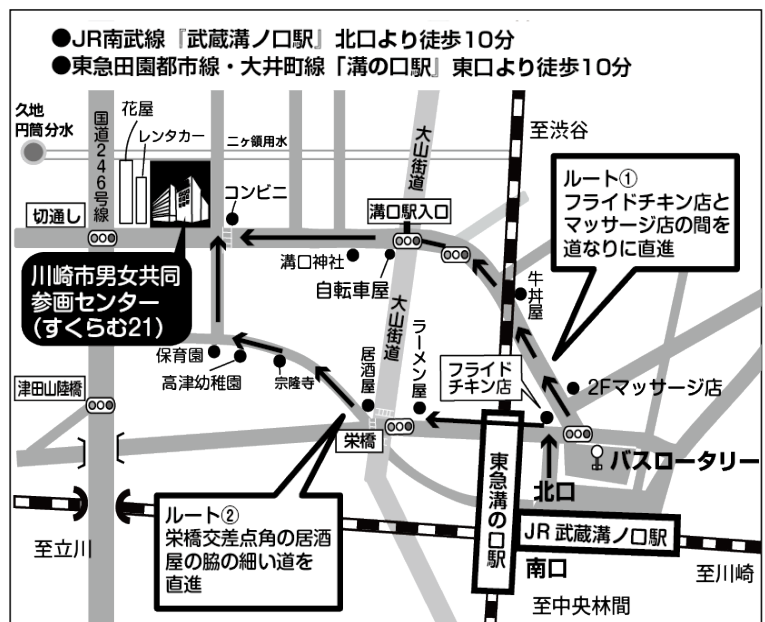 ●JR南武線『武蔵溝ノ口駅』北口より徒歩10分
●東急田園都市線・大井町線「溝の口駅」東口より徒歩10分
久地
円筒分水
国道246号線
花屋
レンタカー
ニヶ領用水
大山街道
至渋谷
コンビニ
切通し
溝口駅入口
ルート①
フライドチキン店と
マッサージ店の間を
道なりに直進
川崎市男女共同
参画センター
(すくらむ21)
溝口神社
自転車屋
牛丼屋
大山街道
保育園
高津幼稚園
宗隆寺
居酒屋
ラーメン屋
フライド
チキン店
2Fマッサージ店
津田山陸橋
栄橋
バスロータリー
北口
東急溝の口駅
ルート②
栄橋交差点角の居酒
屋の脇の細い道を
直進
JR 武蔵溝ノ口駅
至立川
南口
至川崎
至中央林間